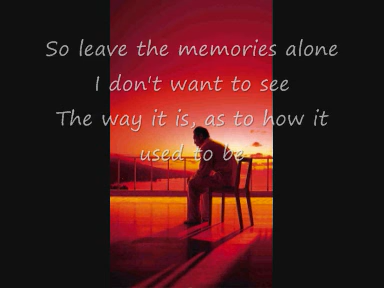 So leave the memories alone
I don't want to see
The way it is, as to how it
used to be